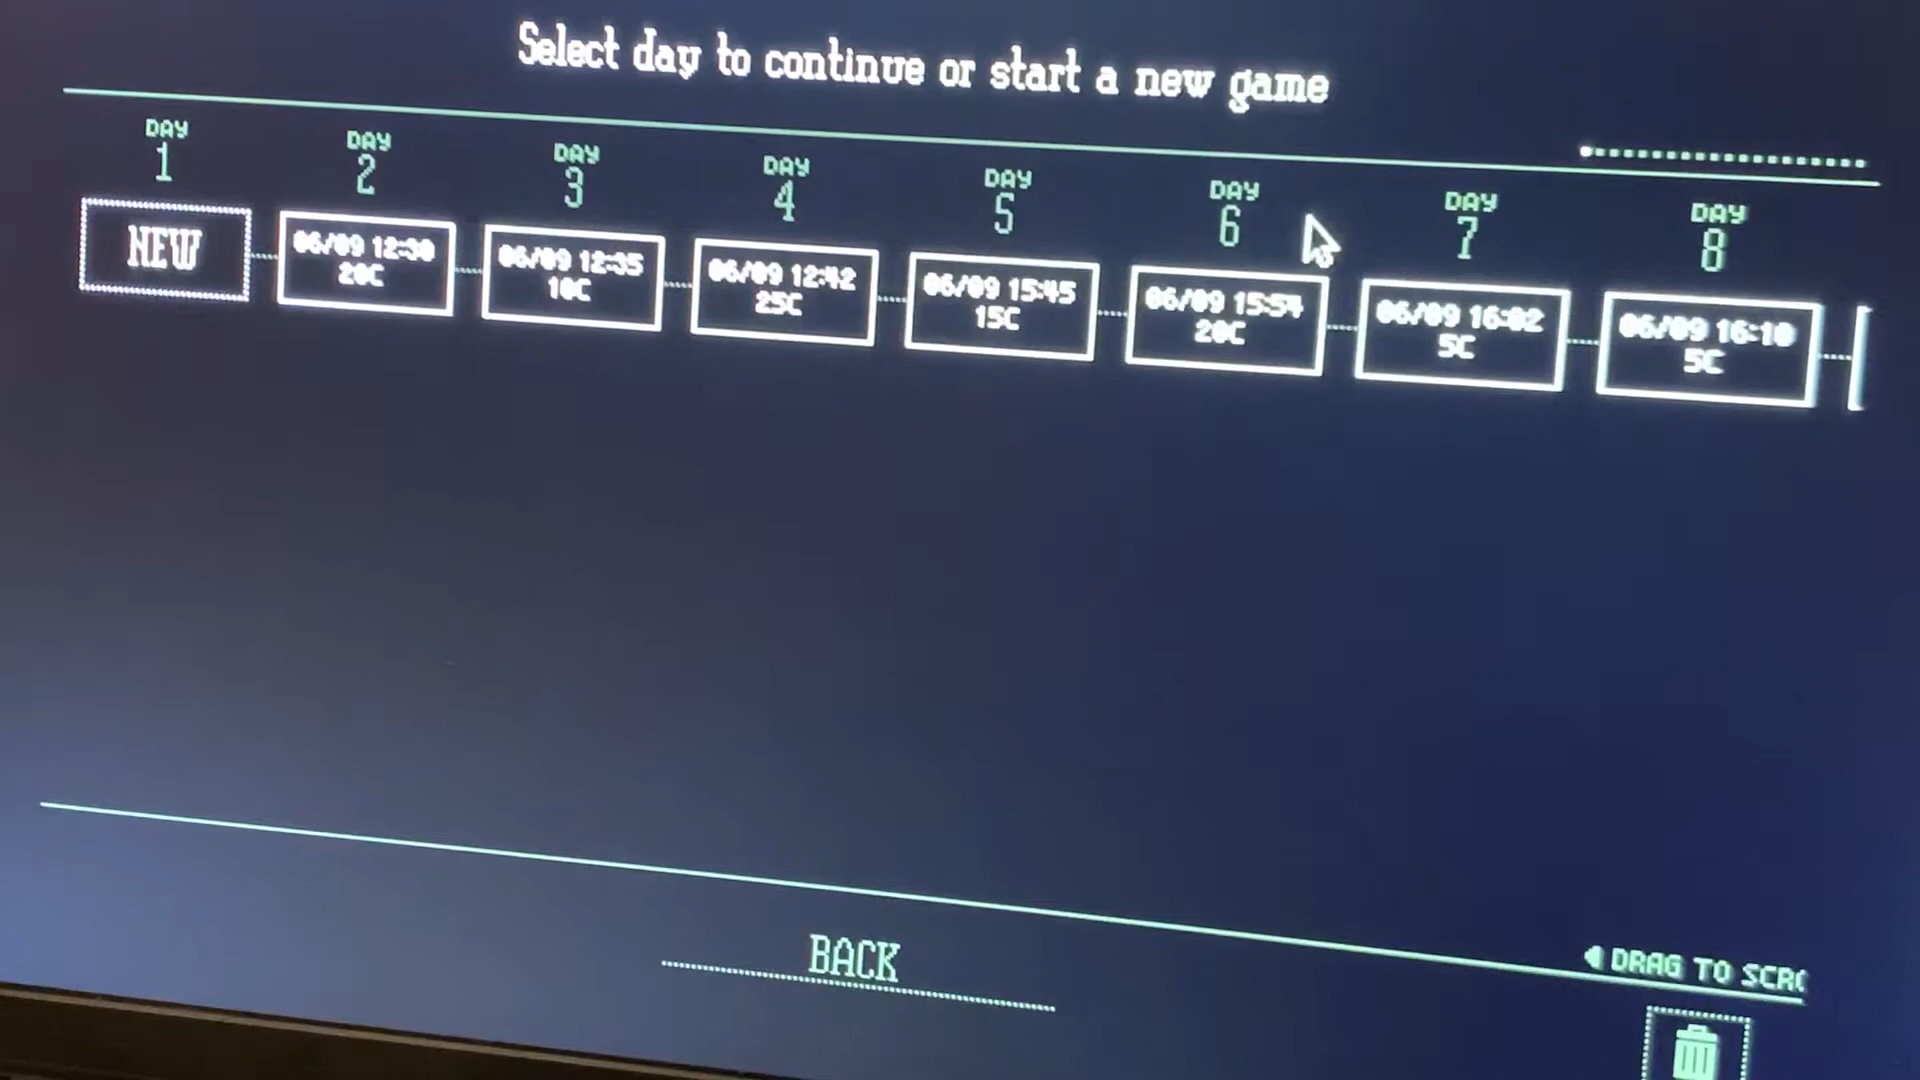 Select day to continue or start a new game
DAY 1
DAY 2
DAY 3
DAY 4
DAY 5
DAY 6
DAY 7
DAY 8
NEW
06/09 12:30
20C
06/09 12:35
10C
06/09 12:42
25C
06/09 15:45
15C
06/09 15:54
20C
06/09 16:02
5C
06/09 16:10
5C
BACK
DRAG TO SCRO